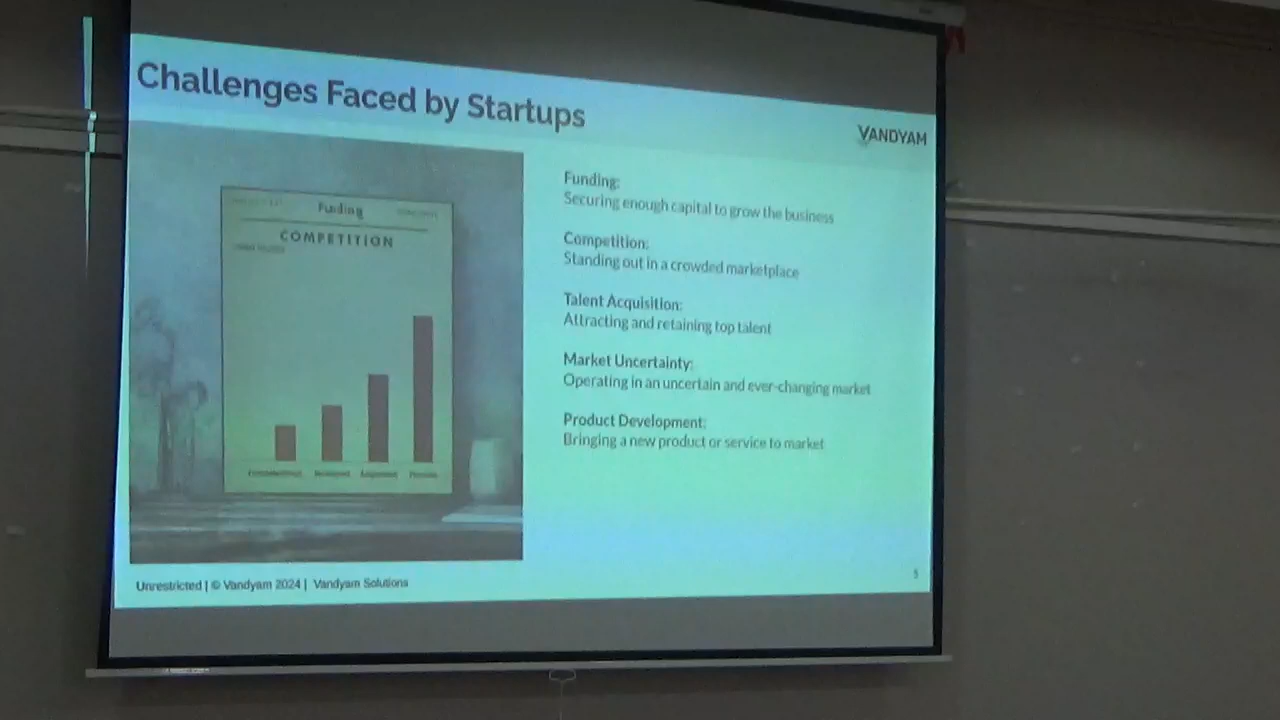 Challenges Faced by Startups
VANDYAM
Funding
COMPETITION
Funding:
Securing enough capital to grow the business
Competition:
Standing out in a crowded marketplace
Talent Acquisition:
Attracting and retaining top talent
Market Uncertainty:
Operating in an uncertain and ever-changing market
Product Development:
Bringing a new product or service to market
Unrestricted | © Vandyam 2024 | Vandyam Solutions
5